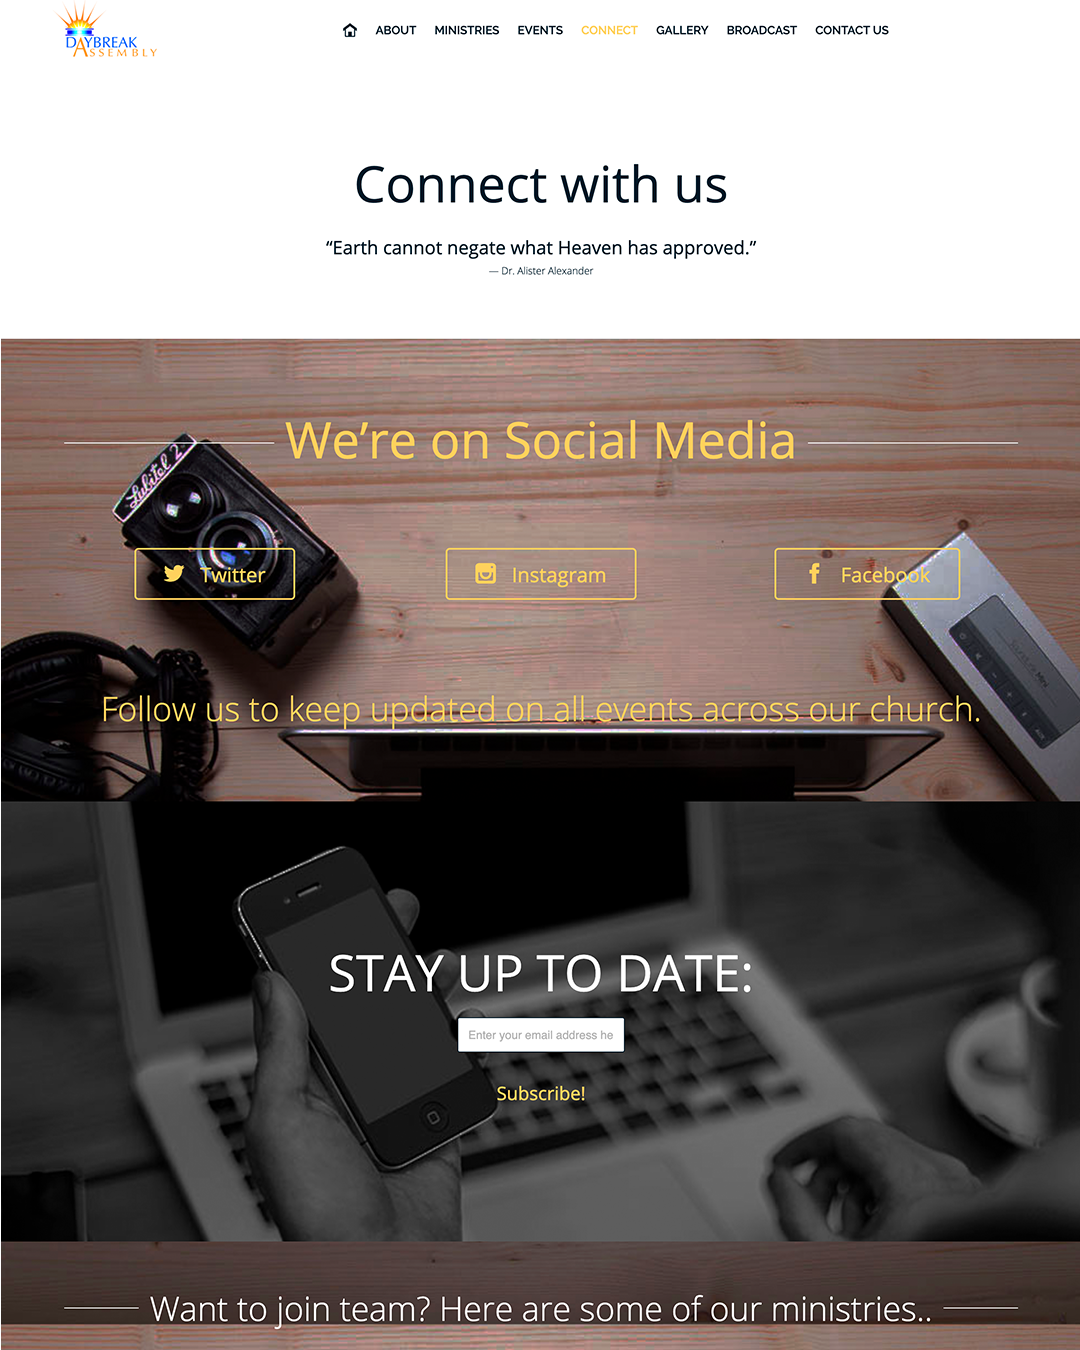 DAYBREAK
ASSEMBLY
ABOUT MINISTRIES EVENTS CONNECT GALLERY BROADCAST CONTACT US
Connect with us
“Earth cannot negate what Heaven has approved.”
— Dr. Alister Alexander
We’re on Social Media
Lubitel 2
Twitter Instagram Facebook
Follow us to keep updated on all events across our church.
STAY UP TO DATE:
Enter your email address he
Subscribe!
Want to join team? Here are some of our ministries..